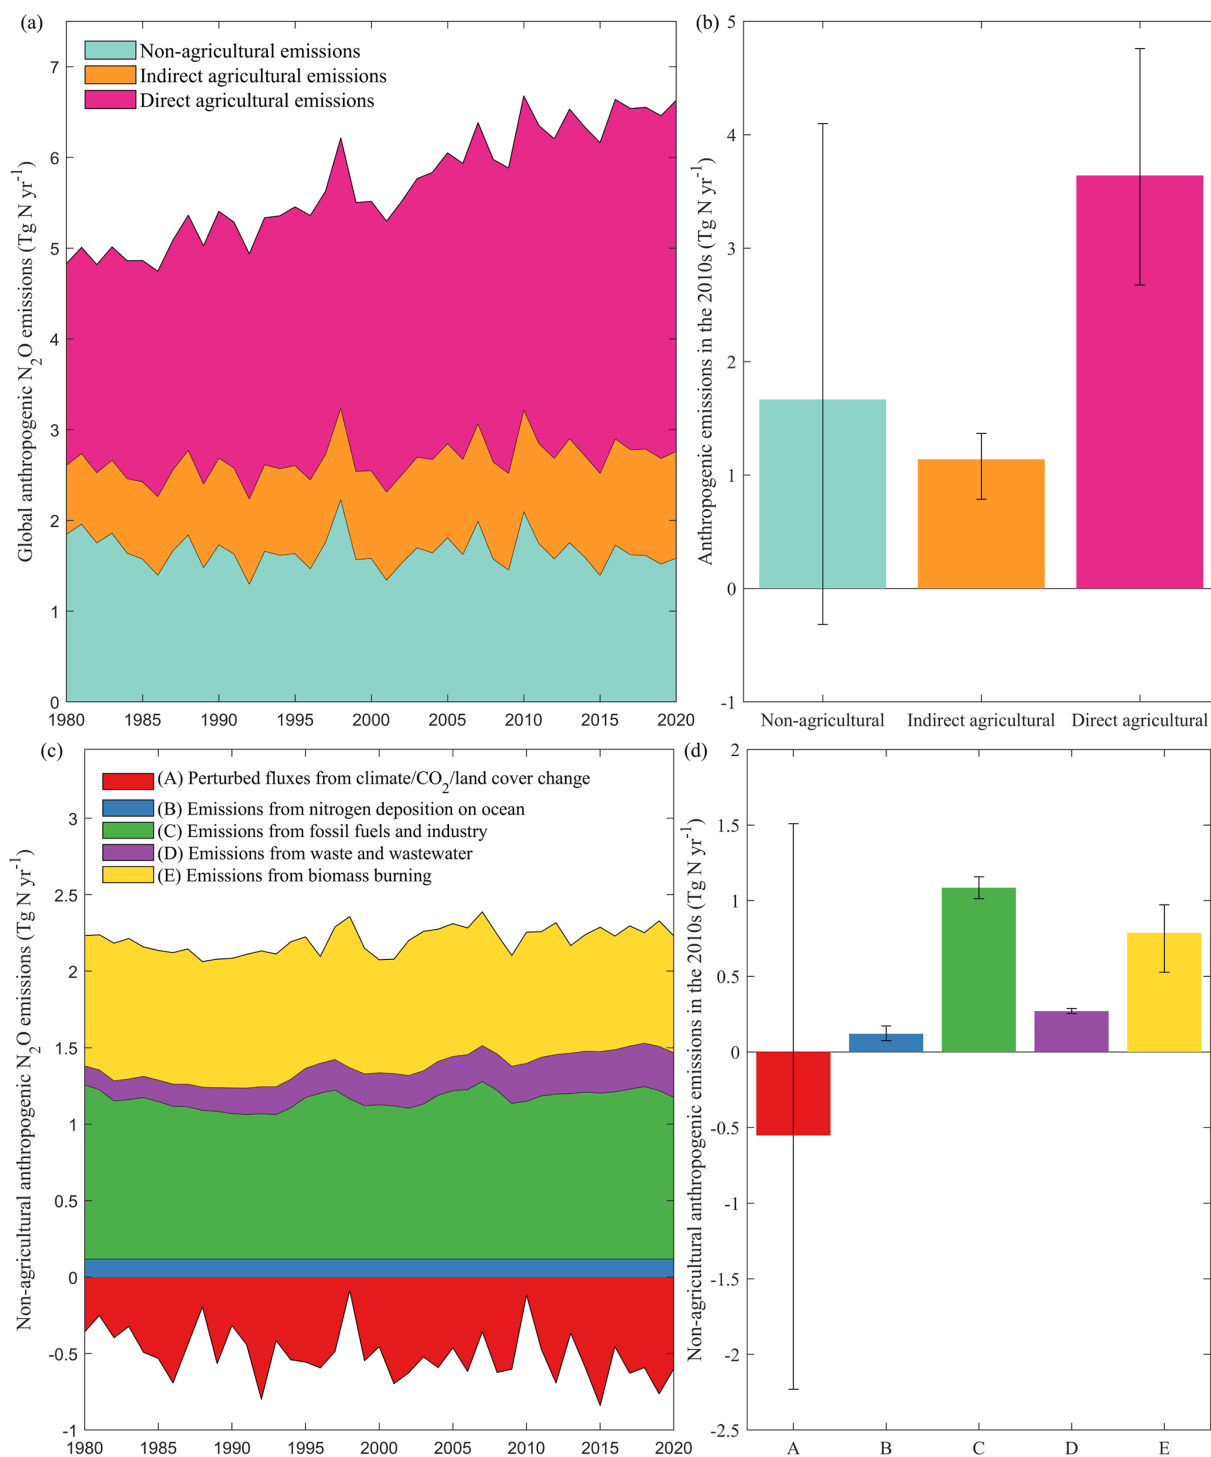 (a)
Non-agricultural emissions
Indirect agricultural emissions
Direct agricultural emissions
Global anthropogenic N₂O emissions (Tg N yr⁻¹)
7
6
5
4
3
2
1
0
1980 1985 1990 1995 2000 2005 2010 2015 2020
(b)
Anthropogenic emissions in the 2010s (Tg N yr⁻¹)
5
4
3
2
1
0
-1
Non-agricultural Indirect agricultural Direct agricultural
(c)
(A) Perturbed fluxes from climate/CO₂/land cover change
(B) Emissions from nitrogen deposition on ocean
(C) Emissions from fossil fuels and industry
(D) Emissions from waste and wastewater
(E) Emissions from biomass burning
Non-agricultural anthropogenic N₂O emissions (Tg N yr⁻¹)
3
2.5
2
1.5
1
0.5
0
-0.5
-1
1980 1985 1990 1995 2000 2005 2010 2015 2020
(d)
Non-agricultural anthropogenic emissions in the 2010s (Tg N yr⁻¹)
2
1.5
1
0.5
0
-0.5
-1
-1.5
-2
-2.5
A B C D E